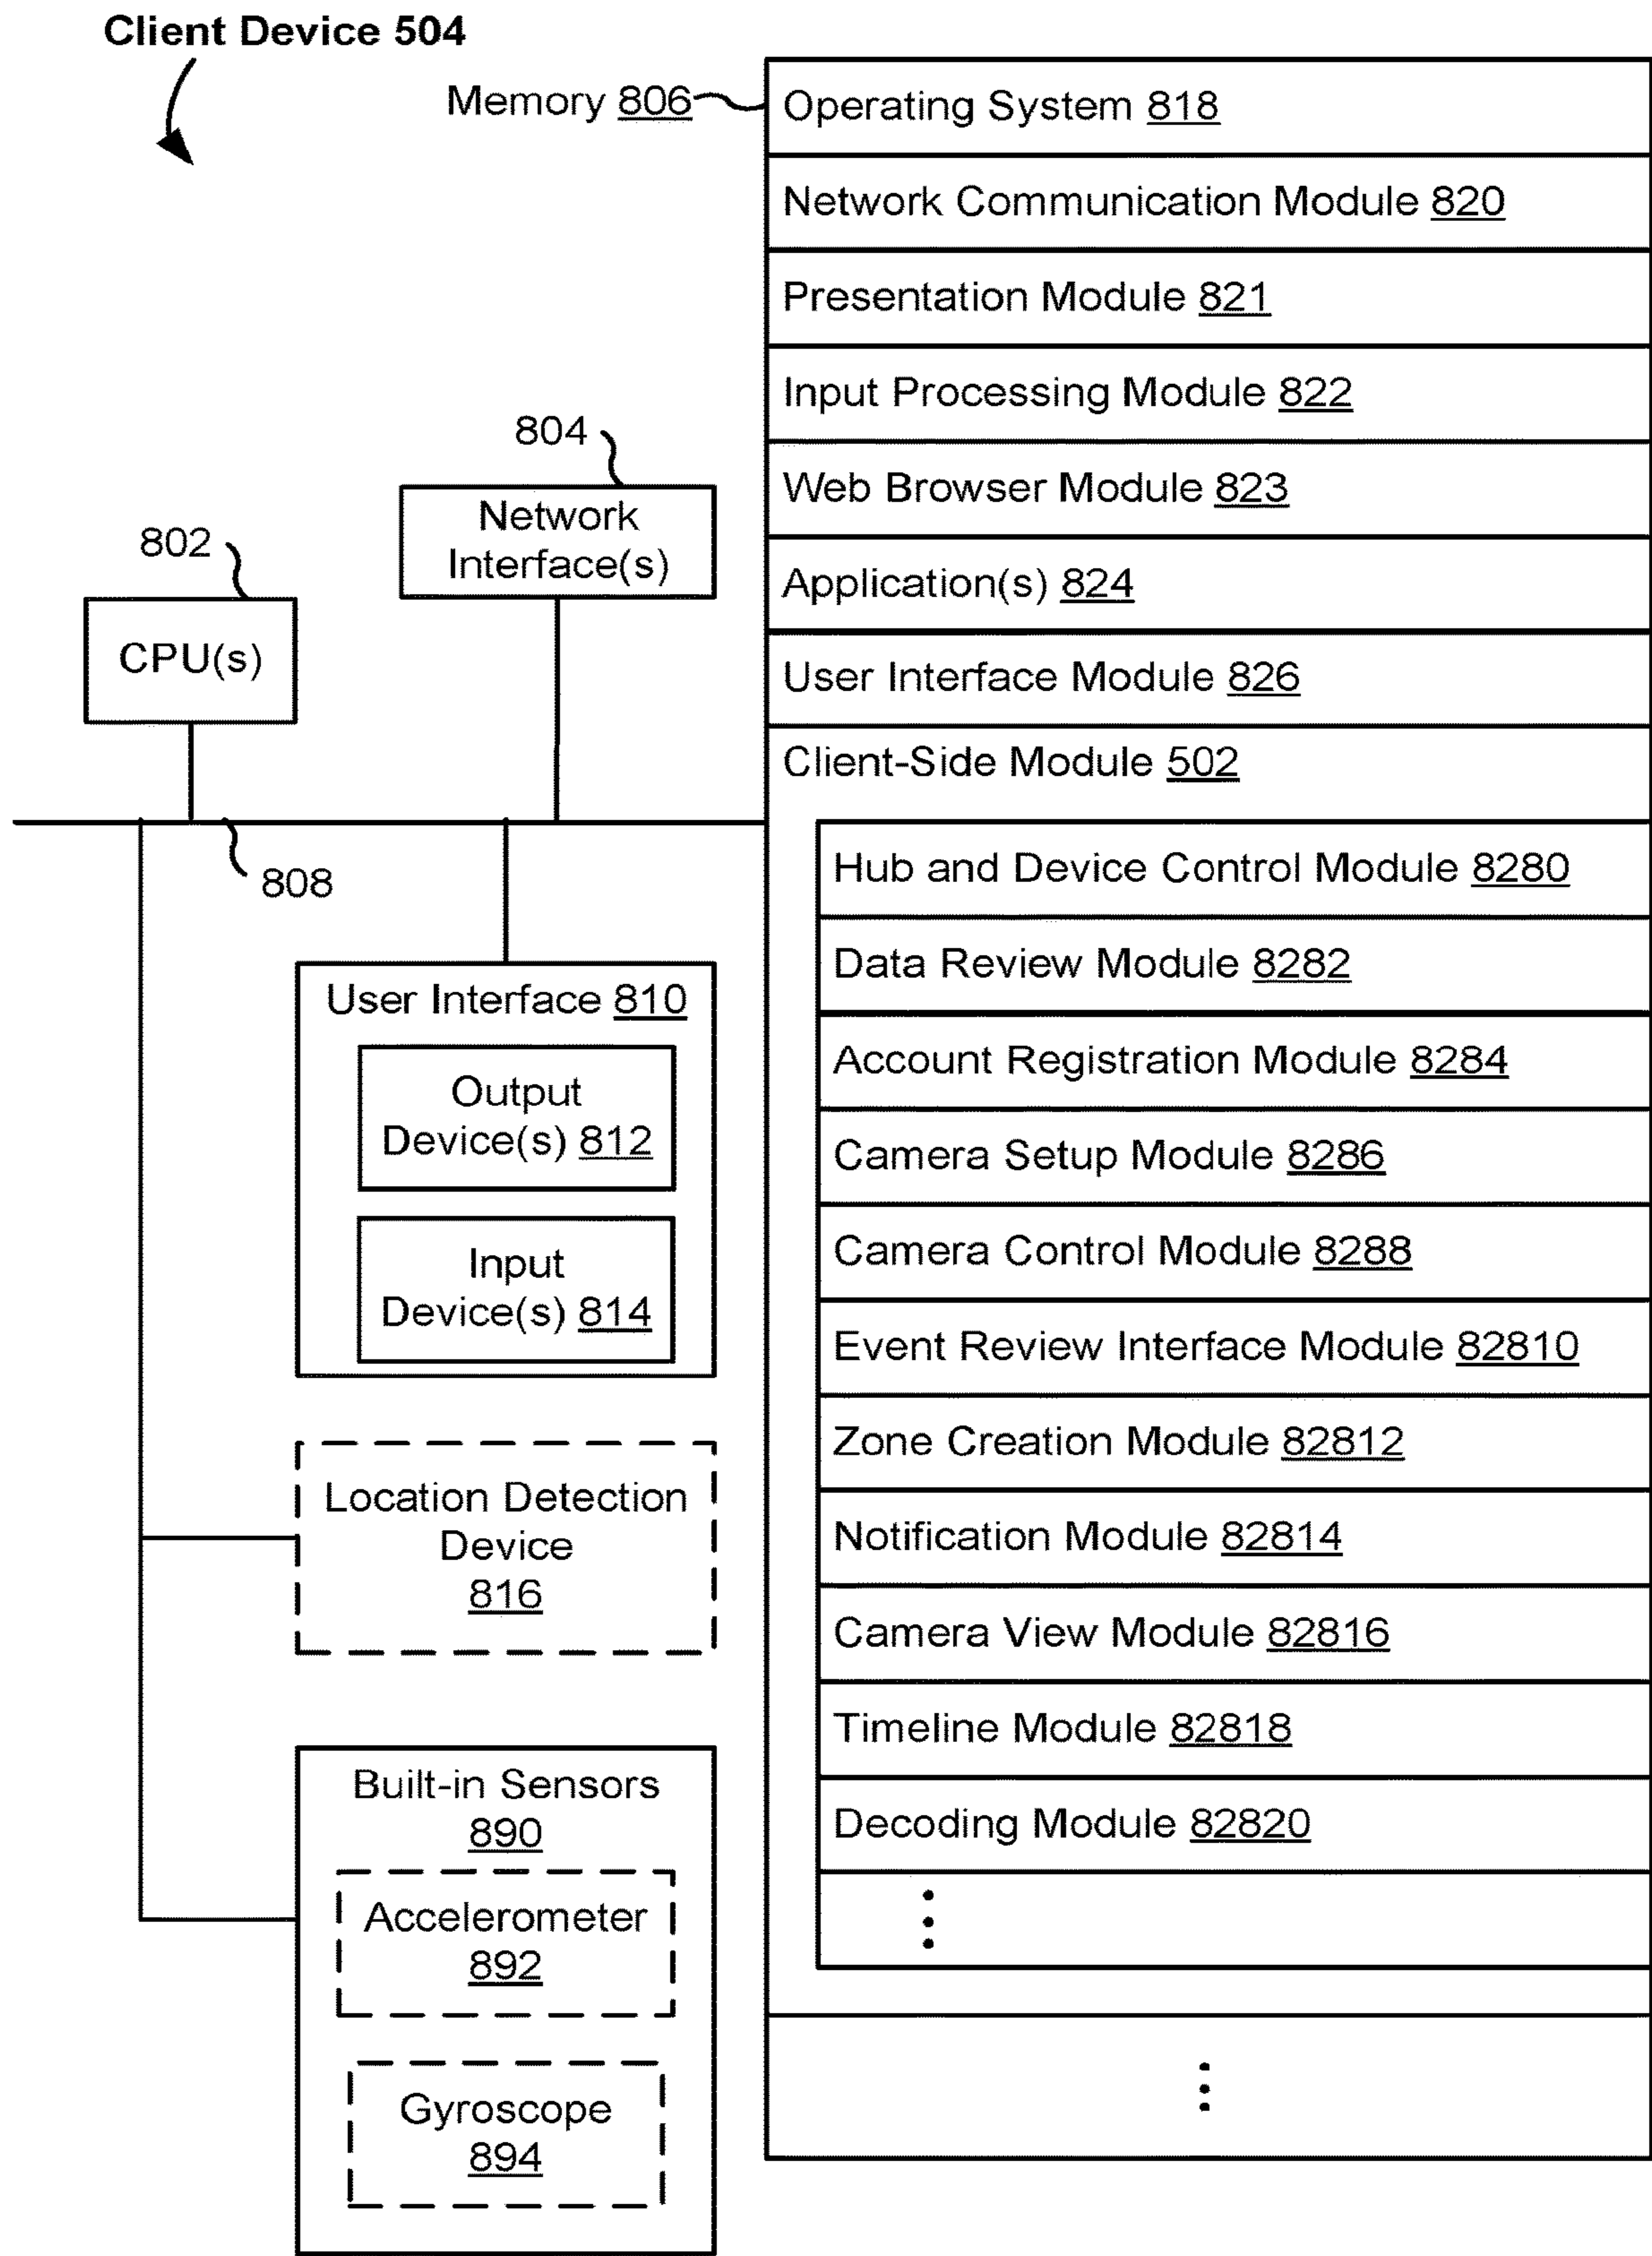 Client Device 504
Memory 806
Operating System 818
Network Communication Module 820
Presentation Module 821
Input Processing Module 822
Web Browser Module 823
Application(s) 824
User Interface Module 826
Client-Side Module 502
Hub and Device Control Module 8280
Data Review Module 8282
Account Registration Module 8284
Camera Setup Module 8286
Camera Control Module 8288
Event Review Interface Module 82810
Zone Creation Module 82812
Notification Module 82814
Camera View Module 82816
Timeline Module 82818
Decoding Module 82820
804
Network
Interface(s)
802
CPU(s)
808
User Interface 810
Output
Device(s) 812
Input
Device(s) 814
Location Detection
Device
816
Built-in Sensors
890
Accelerometer
892
Gyroscope
894